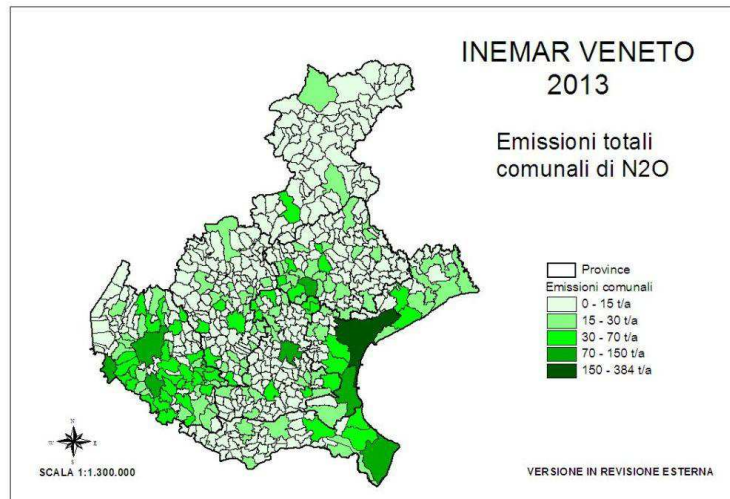 INEMAR VENETO
2013
Emissioni totali
comunali di N2O
Province
Emissioni comunali
0 - 15 t/a
15 - 30 t/a
30 - 70 t/a
70 - 150 t/a
150 - 384 t/a
N
W
E
S
SCALA 1:1.300.000
VERSIONE IN REVISIONE ESTERNA